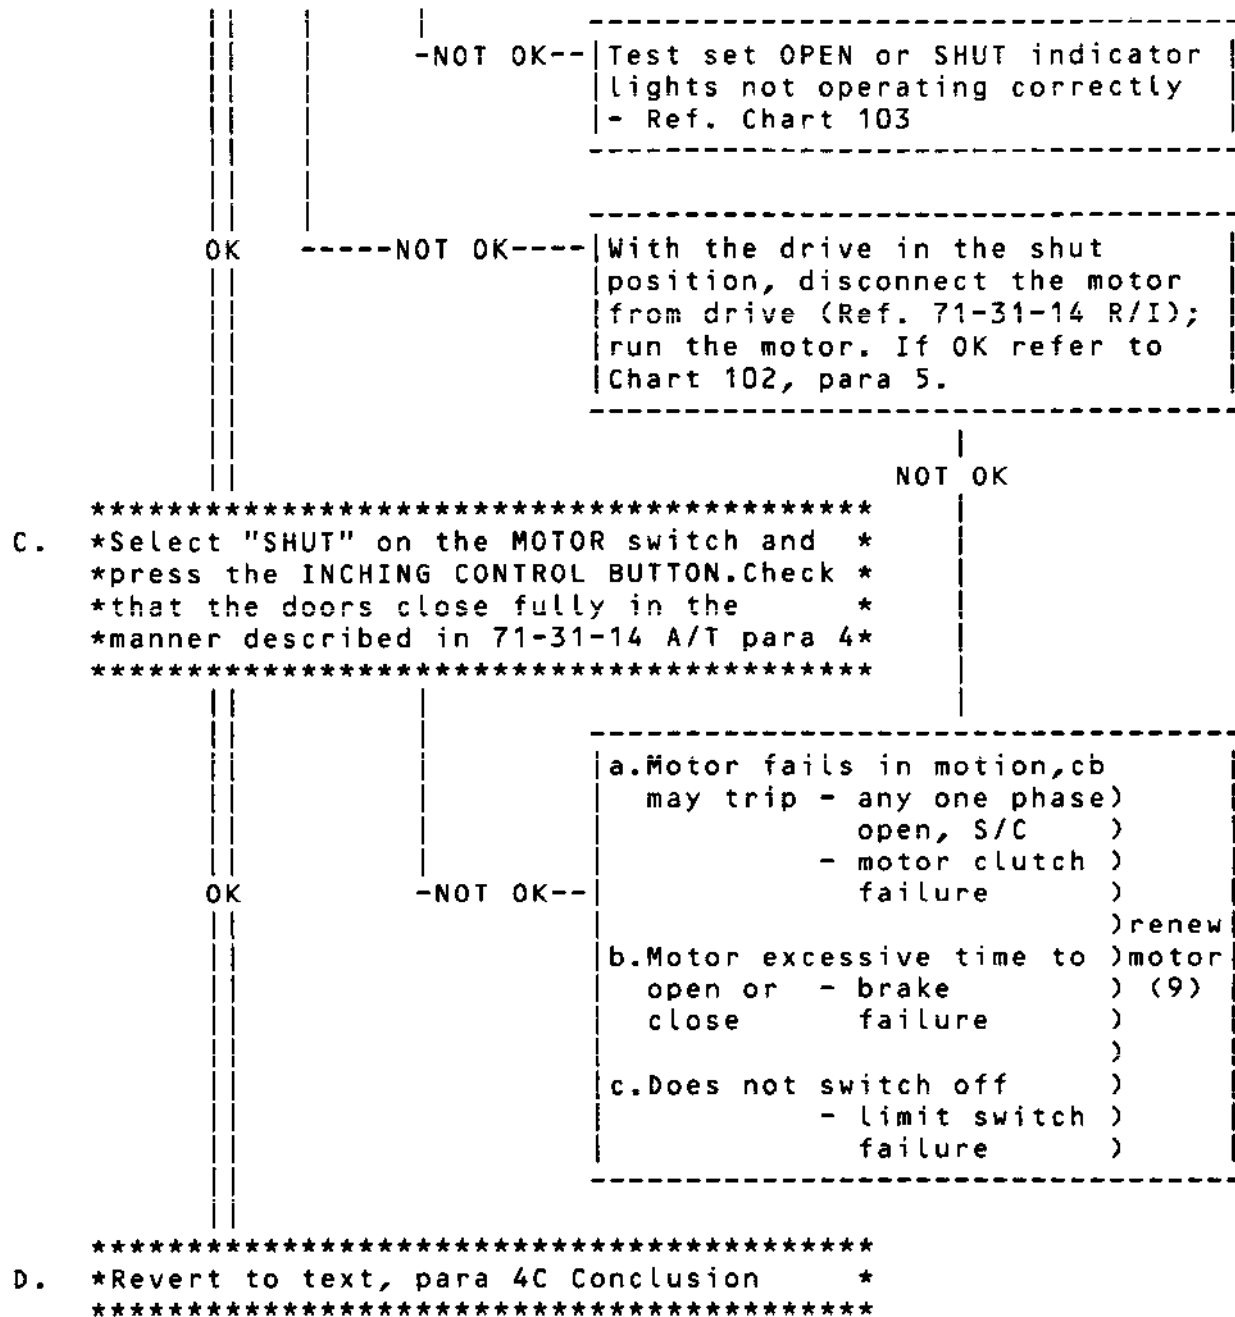 -NOT OK--
Test set OPEN or SHUT indicator
lights not operating correctly
- Ref. Chart 103
OK -----NOT OK----
With the drive in the shut
position, disconnect the motor
from drive (Ref. 71-31-14 R/I);
run the motor. If OK refer to
Chart 102, para 5.
NOT OK
*****************************************
C. *Select "SHUT" on the MOTOR switch and *
*press the INCHING CONTROL BUTTON.Check *
*that the doors close fully in the *
*manner described in 71-31-14 A/T para 4*
*****************************************
a.Motor fails in motion,cb
may trip - any one phase)
open, S/C )
- motor clutch )
OK -NOT OK-- failure )
)renew
b.Motor excessive time to )motor
open or - brake ) (9)
close failure )
)
c.Does not switch off )
- limit switch )
failure )
*****************************************
D. *Revert to text, para 4C Conclusion *
*****************************************